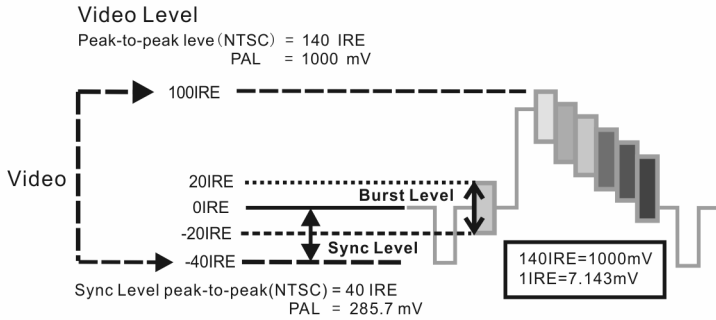 Video Level
Peak-to-peak leve(NTSC) = 140 IRE
PAL = 1000 mV
100IRE
Video
20IRE
Burst Level
0IRE
-20IRE
Sync Level
-40IRE
140IRE=1000mV
1IRE=7.143mV
Sync Level peak-to-peak(NTSC) = 40 IRE
PAL = 285.7 mV